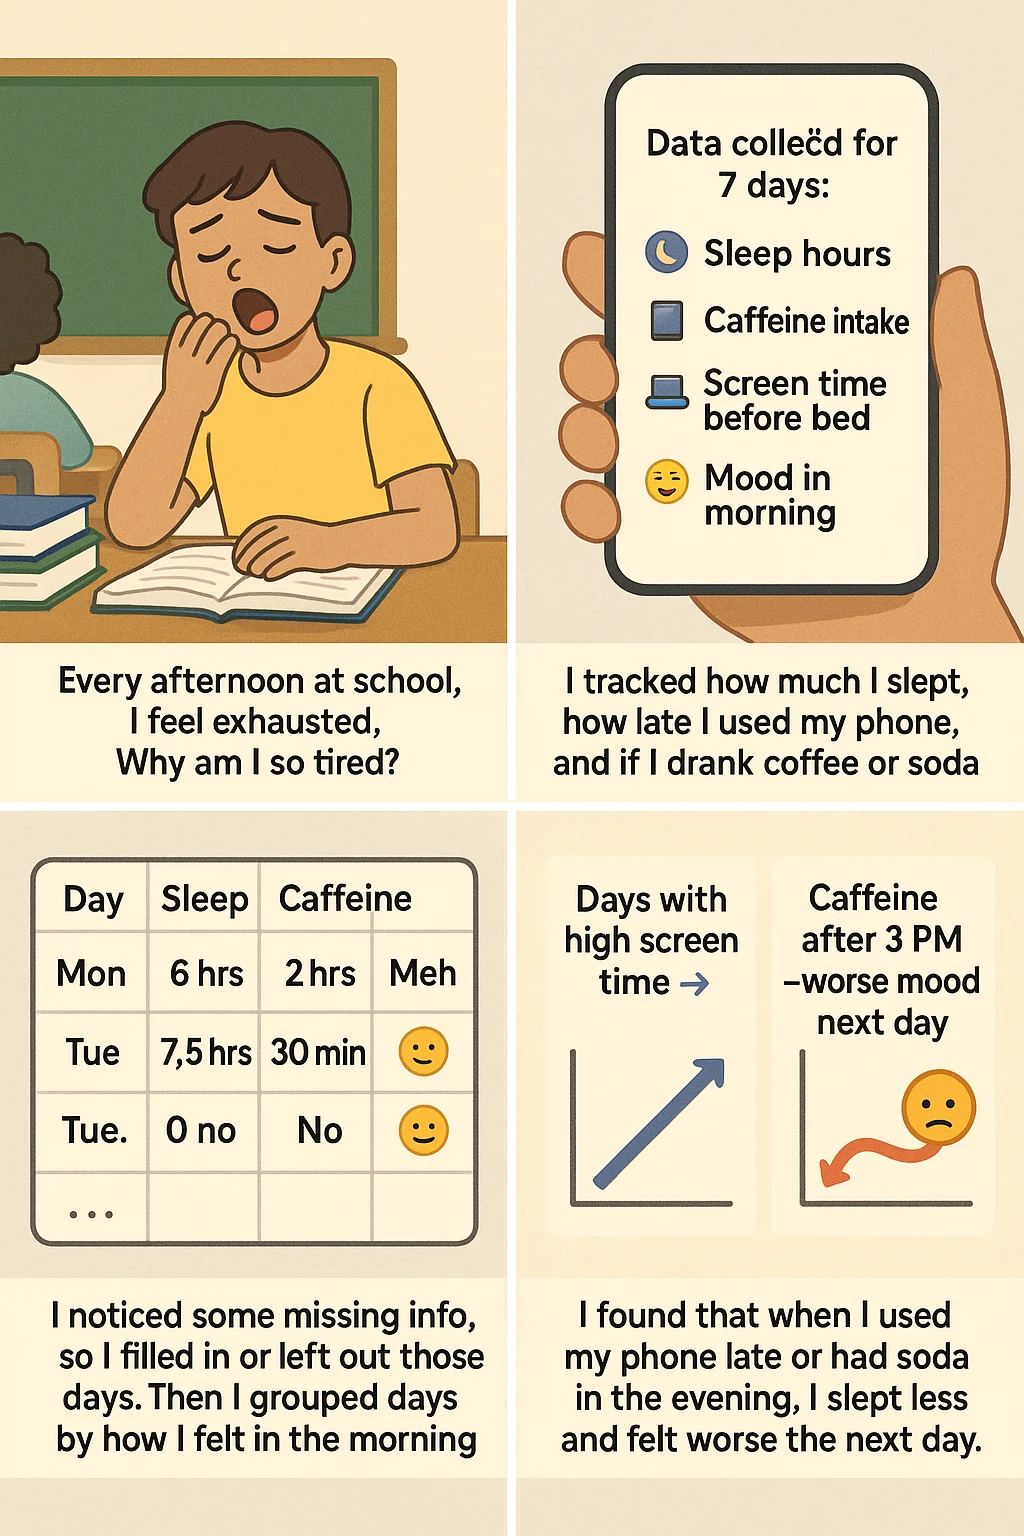 Every afternoon at school,
I feel exhausted,
Why am I so tired?
Data for
7 days:
Sleep hours
Caffeine intake
Screen time
before bed
Mood in
morning
I tracked how much I slept,
how late I used my phone,
and if I drank coffee or soda
Day Sleep Caffeine
Mon 6 hrs 2 hrs Meh
Tue 7,5 hrs 30 min
Tue. 0 no No
...
I noticed some missing info,
so I filled in or left out those
days. Then I grouped days
by how I felt in the morning
Days with
high screen
time →
Caffeine
after 3 PM
–worse mood
next day
I found that when I used
my phone late or had soda
in the evening, I slept less
and felt worse the next day.